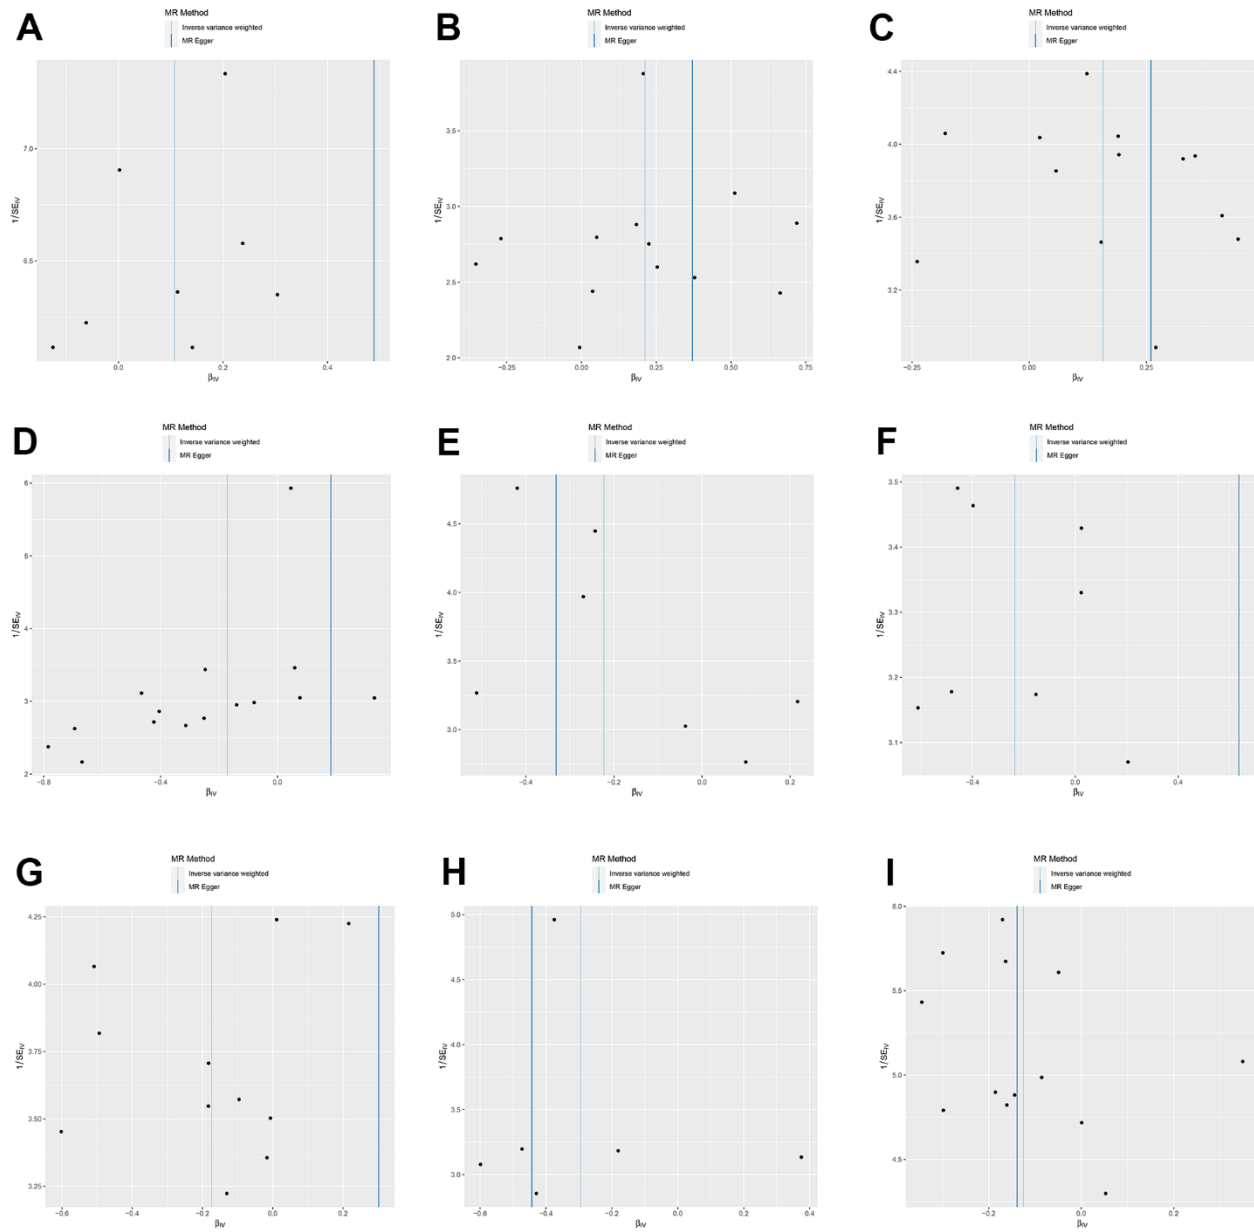 A
MR Method
Inverse variance weighted
MR Egger
7.0
6.5
1/SE_IV
0.0 0.2 0.4
β_IV
B
MR Method
Inverse variance weighted
MR Egger
3.5
3.0
2.5
2.0
1/SE_IV
−0.25 0.00 0.25 0.50 0.75
β_IV
C
MR Method
Inverse variance weighted
MR Egger
4.4
4.0
3.6
3.2
1/SE_IV
−0.25 0.00 0.25
β_IV
D
MR Method
Inverse variance weighted
MR Egger
6
5
4
3
2
1/SE_IV
−0.8 −0.4 0.0
β_IV
E
MR Method
Inverse variance weighted
MR Egger
4.5
4.0
3.5
3.0
1/SE_IV
−0.4 −0.2 0.0 0.2
β_IV
F
MR Method
Inverse variance weighted
MR Egger
3.5
3.4
3.3
3.2
3.1
1/SE_IV
−0.4 0.0 0.4
β_IV
G
MR Method
Inverse variance weighted
MR Egger
4.25
4.00
3.75
3.50
3.25
1/SE_IV
−0.6 −0.4 −0.2 0.0 0.2
β_IV
H
MR Method
Inverse variance weighted
MR Egger
5.0
4.5
4.0
3.5
3.0
1/SE_IV
−0.6 −0.4 −0.2 0.0 0.2 0.4
β_IV
I
MR Method
Inverse variance weighted
MR Egger
6.0
5.5
5.0
4.5
1/SE_IV
−0.2 0.0 0.2
β_IV